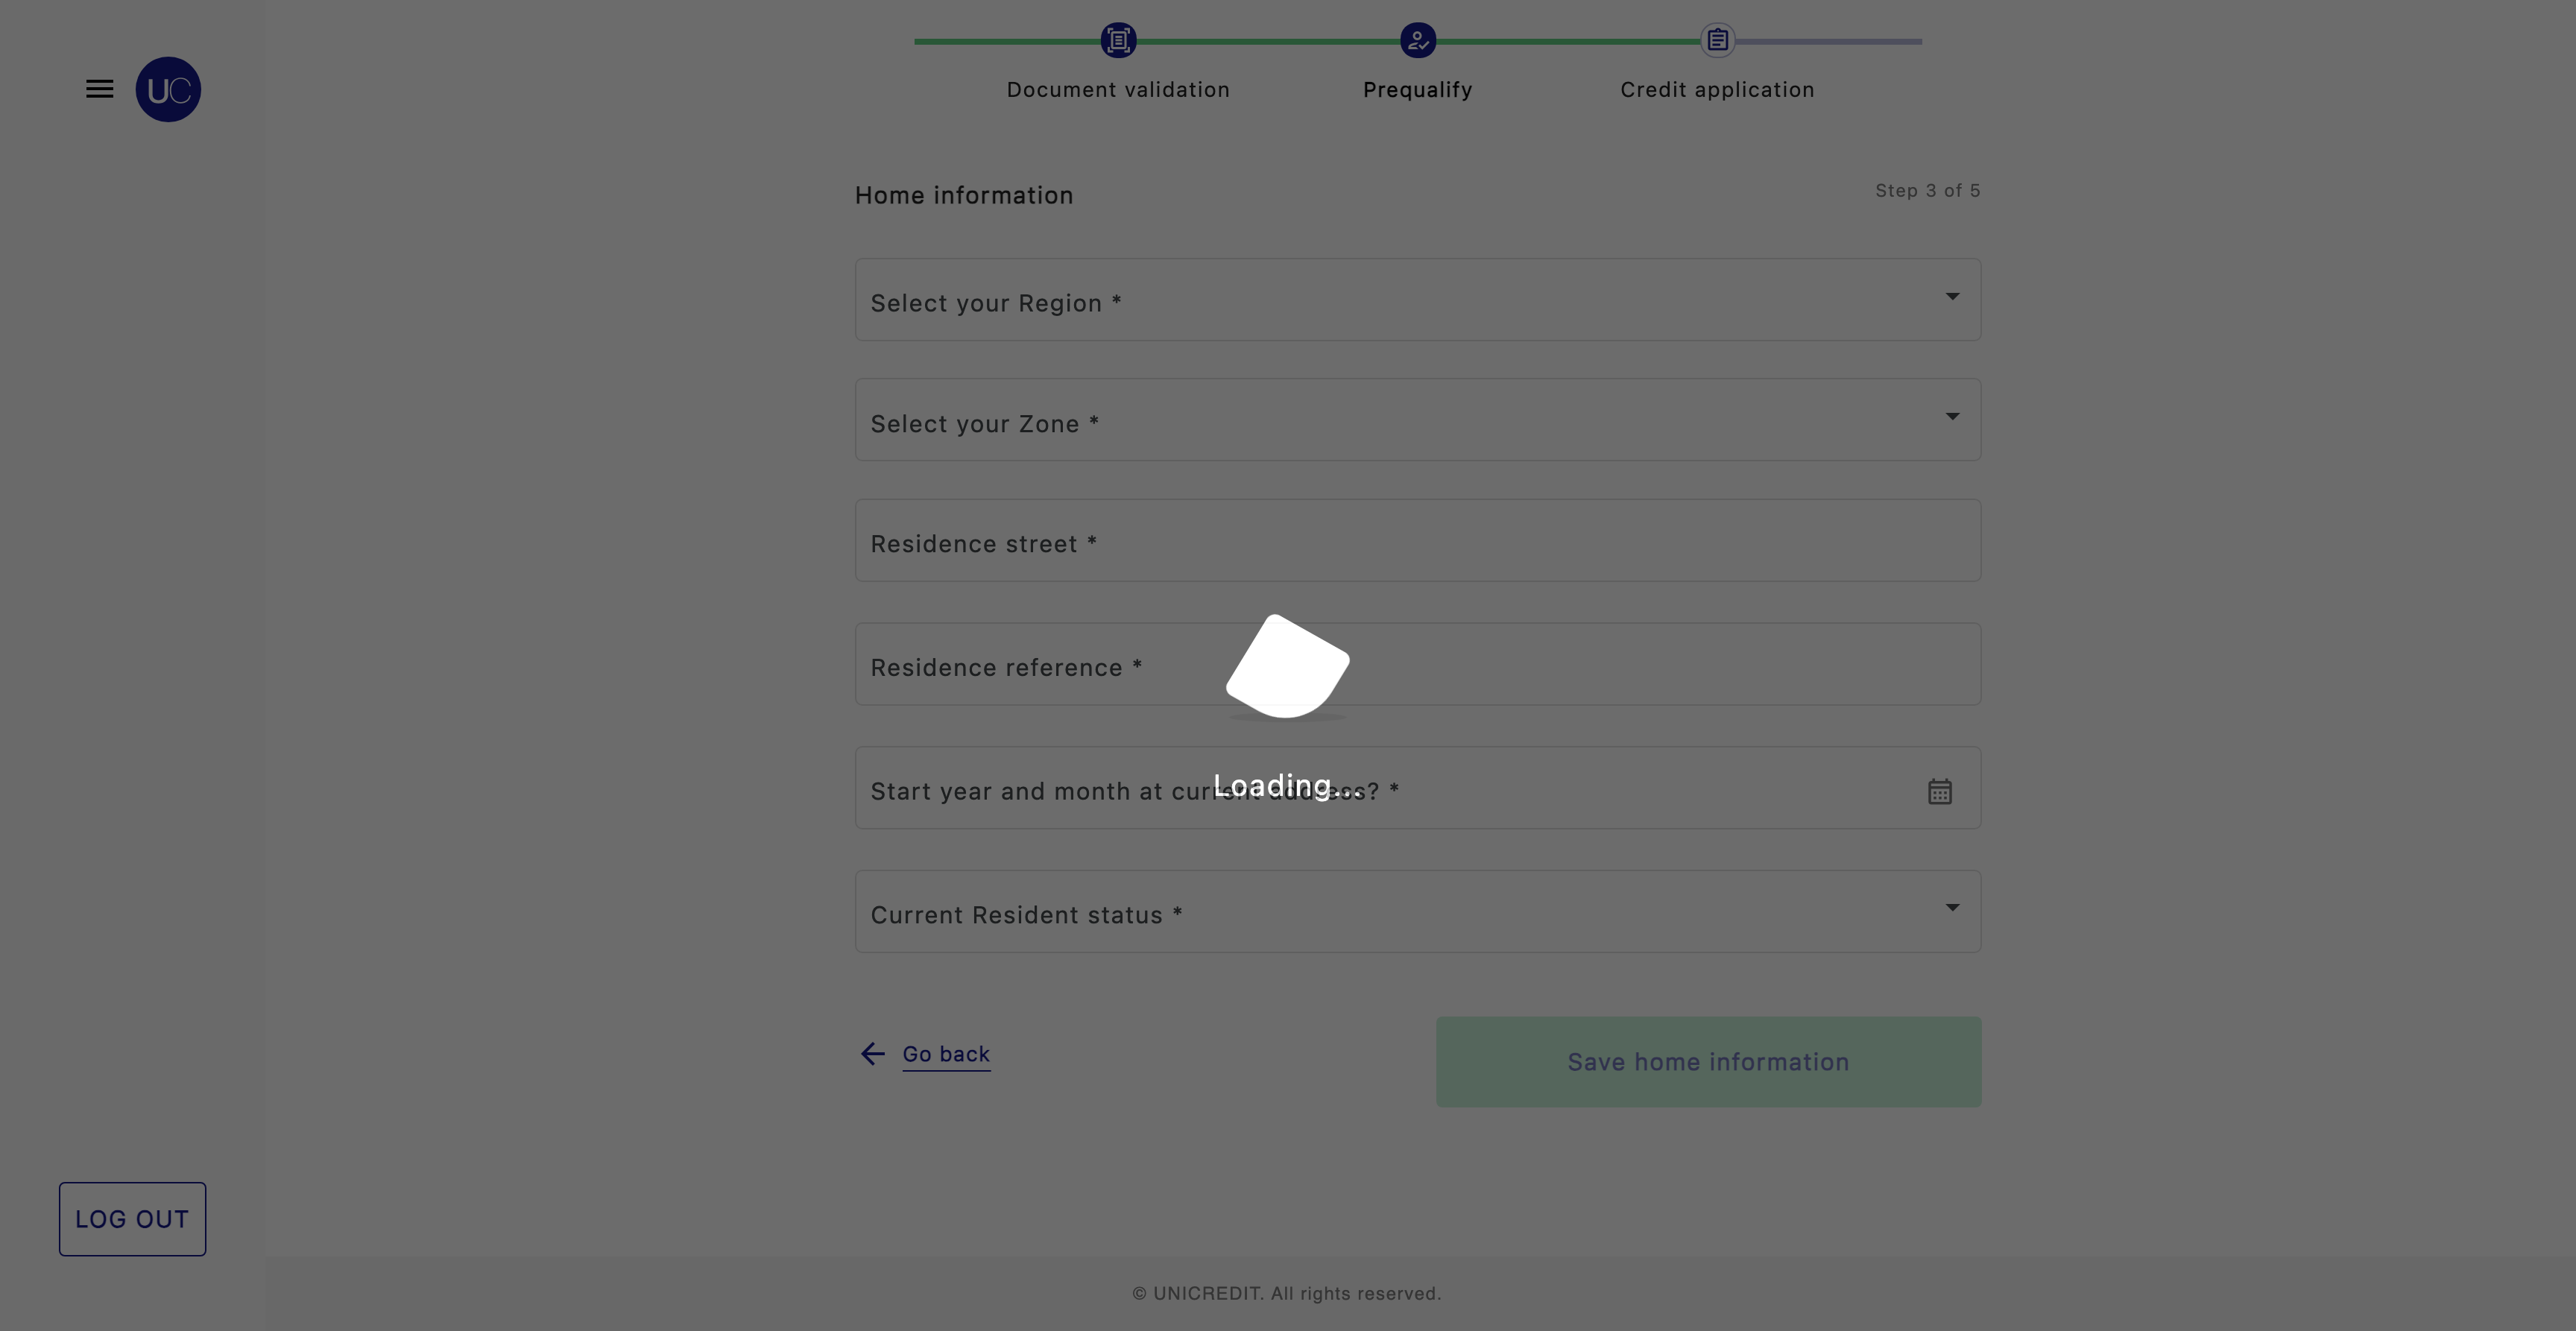 UC
Document validation
Prequalify
Credit application
Home information
Step 3 of 5
Select your Region *
Select your Zone *
Residence street *
Residence reference *
Loading...
Start year and month at current address? *
Current Resident status *
Go back
Save home information
LOG OUT
© UNICREDIT. All rights reserved.